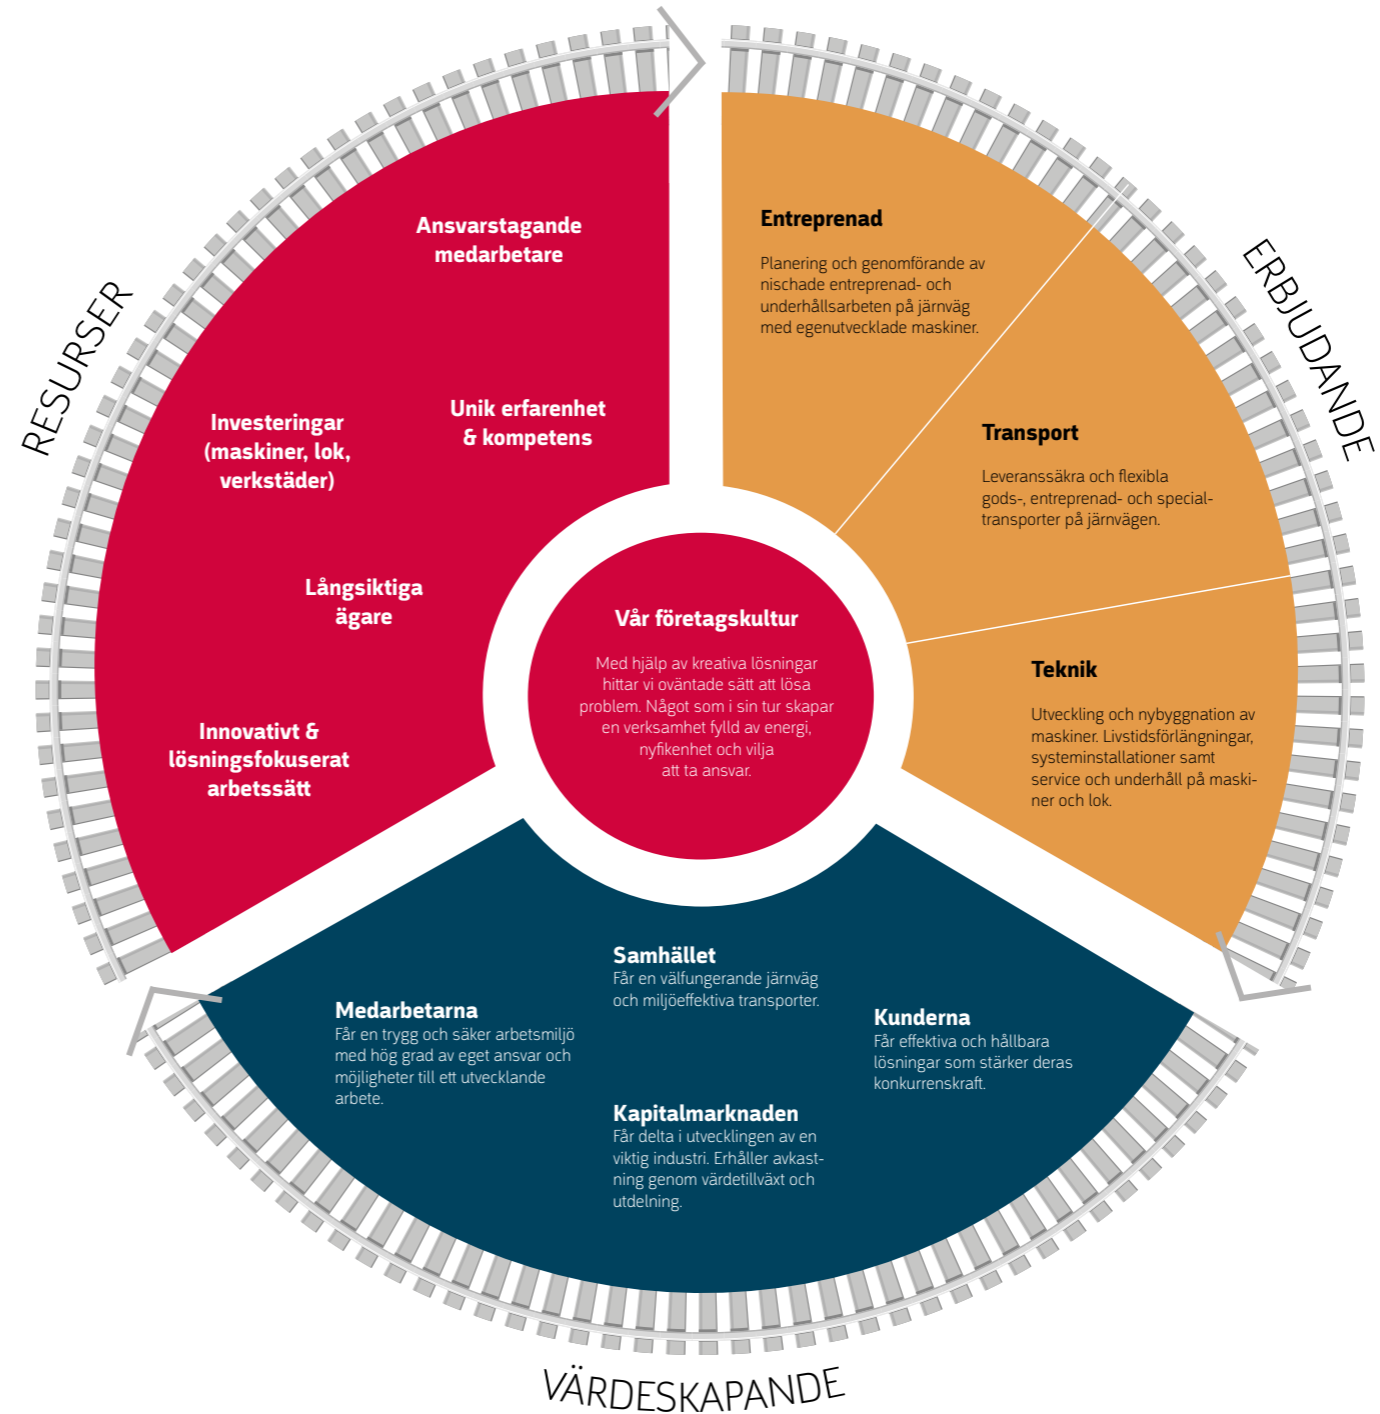 RESURSER
Ansvarstagande
medarbetare
Unik erfarenhet
& kompetens
Investeringar
(maskiner, lok,
verkstäder)
Långsiktiga
ägare
Innovativt &
lösningsfokuserat
arbetssätt
ERBJUDANDE
Entreprenad
Planering och genomförande av
nischade entreprenad- och
underhållsarbeten på järnväg
med egenutvecklade maskiner.
Transport
Leveranssäkra och flexibla
gods-, entreprenad- och special-
transporter på järnvägen.
Teknik
Utveckling och nybyggnation av
maskiner. Livstidsförlängningar,
systeminstallationer samt
service och underhåll på maski-
ner och lok.
Vår företagskultur
Med hjälp av kreativa lösningar
hittar vi oväntade sätt att lösa
problem. Något som i sin tur skapar
en verksamhet fylld av energi,
nyfikenhet och vilja
att ta ansvar.
Medarbetarna
Får en trygg och säker arbetsmiljö
med hög grad av eget ansvar och
möjligheter till ett utvecklande
arbete.
Samhället
Får en välfungerande järnväg
och miljöeffektiva transporter.
Kapitalmarknaden
Får delta i utvecklingen av en
viktig industri. Erhåller avkast-
ning genom värdetillväxt och
utdelning.
Kunderna
Får effektiva och hållbara
lösningar som stärker deras
konkurrenskraft.
VÄRDESKAPANDE